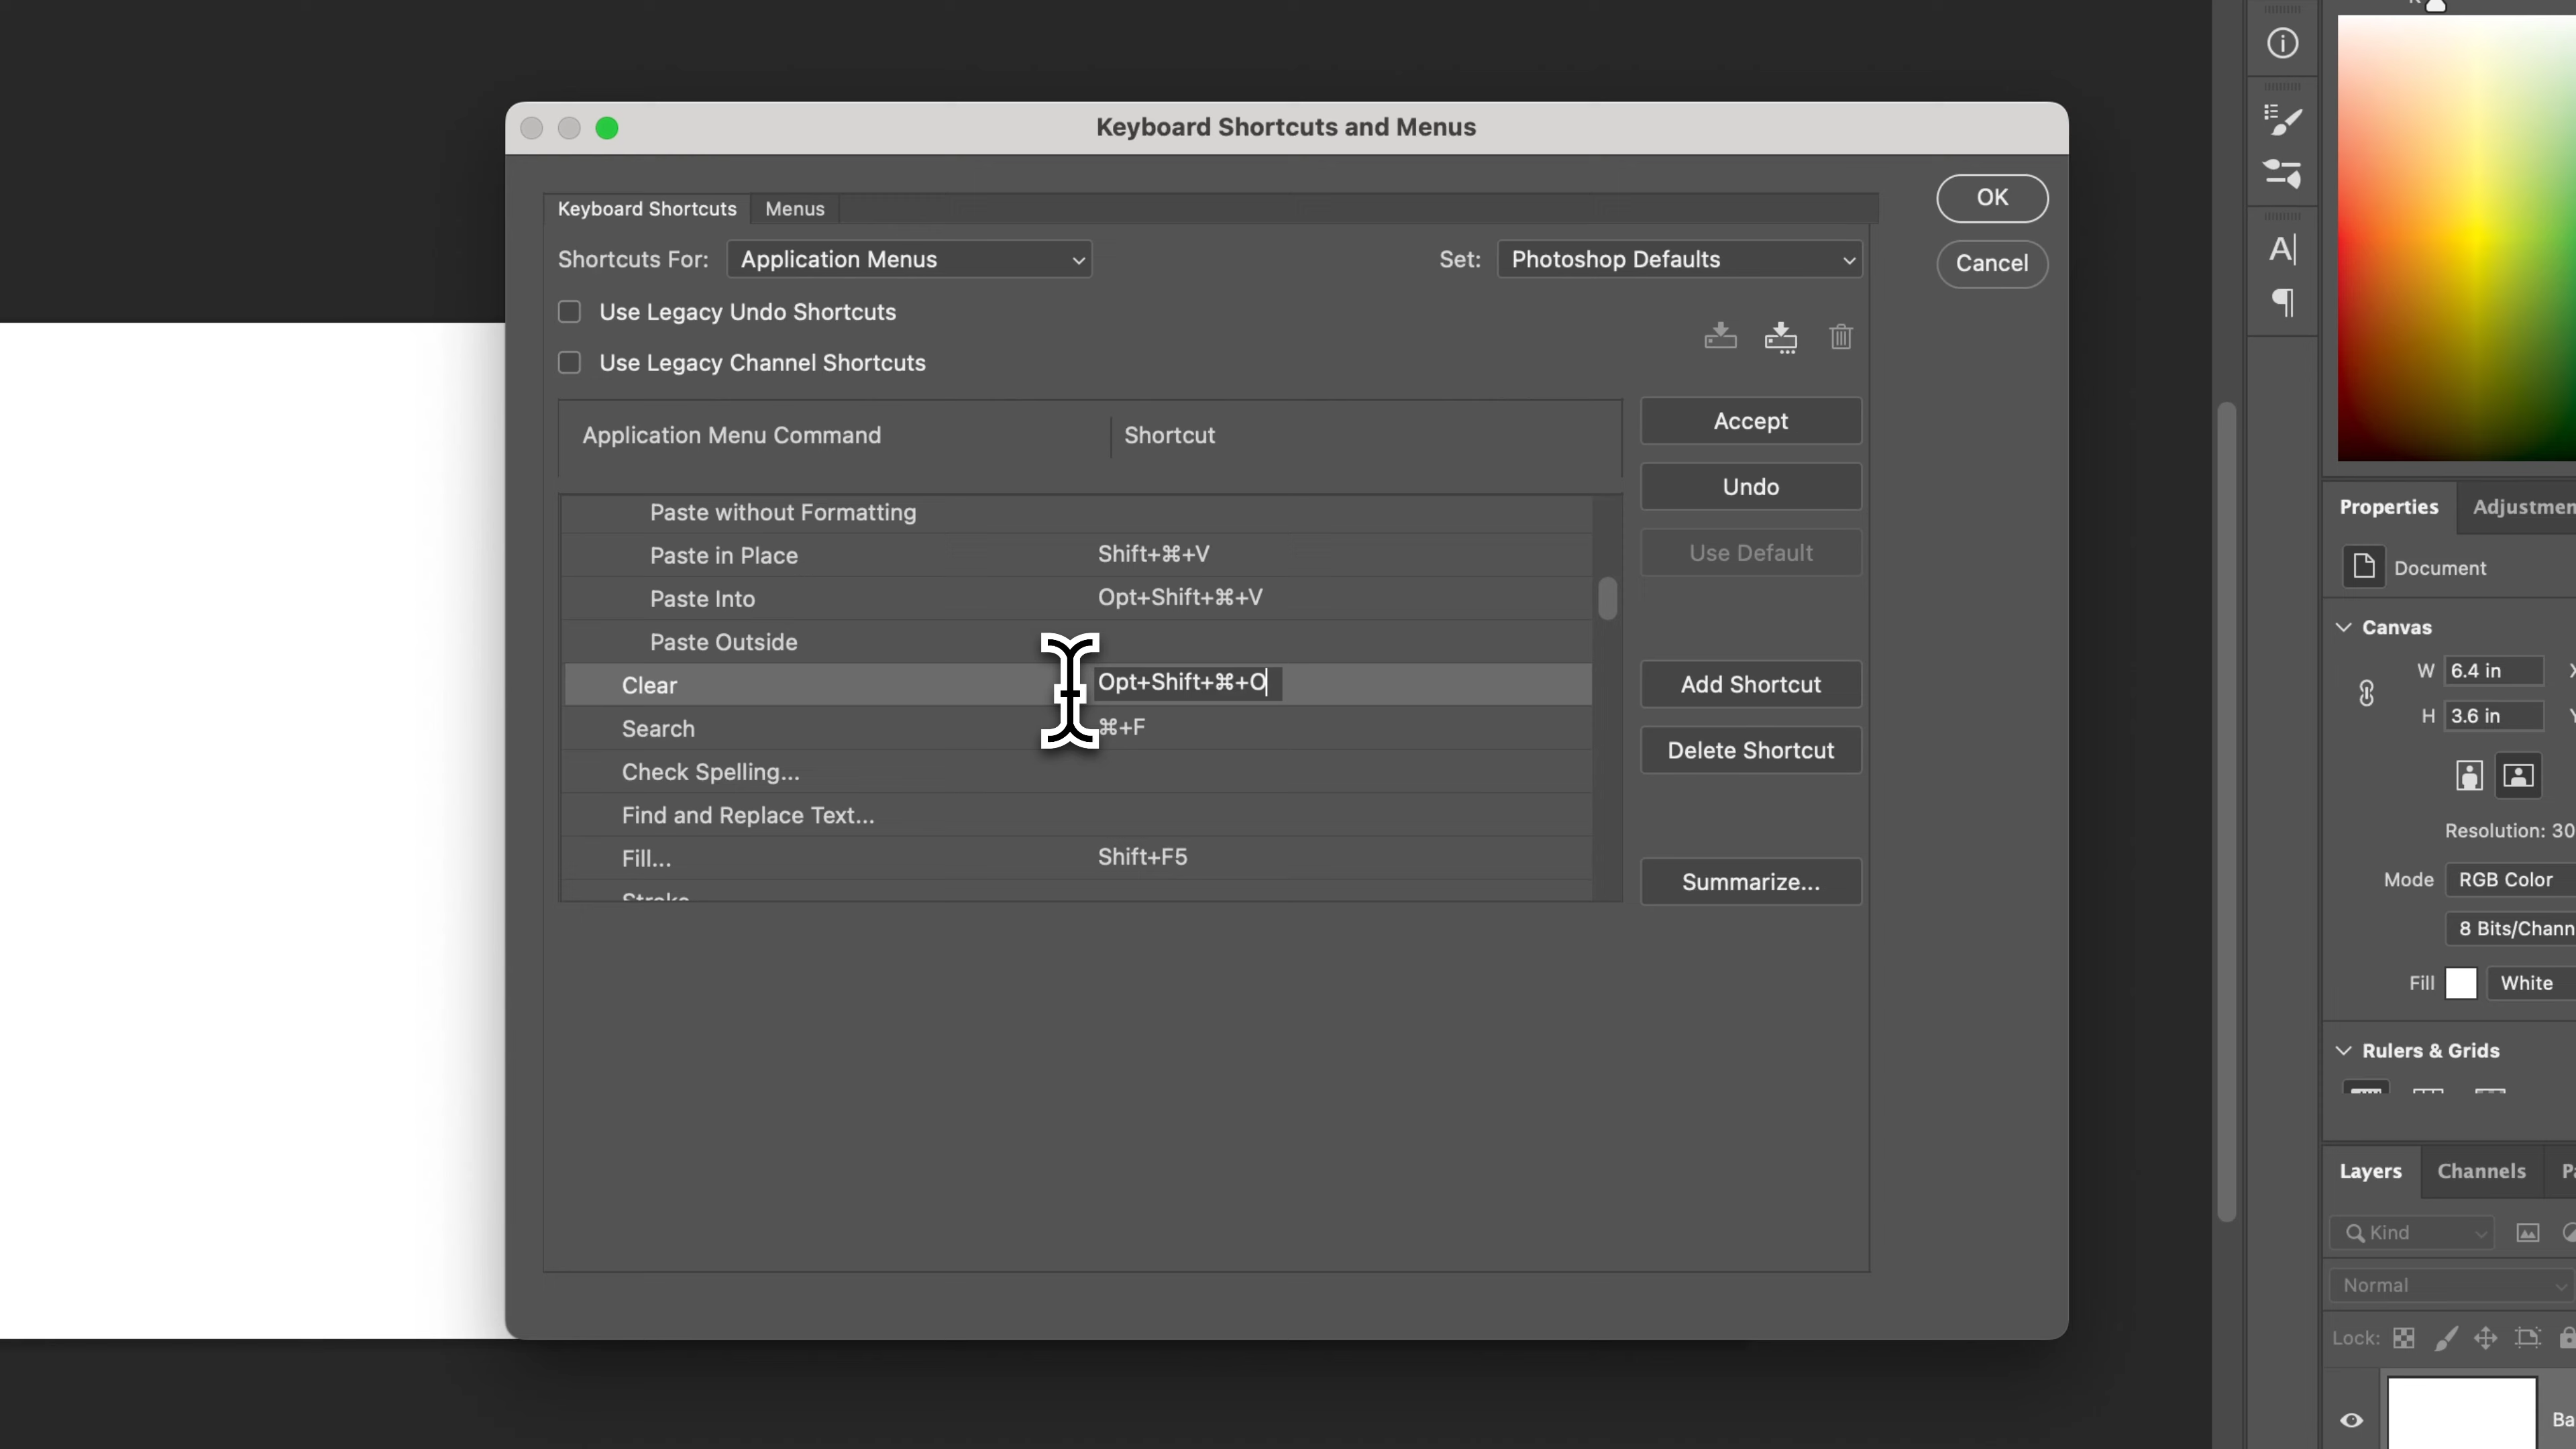 Keyboard Shortcuts and Menus
Keyboard Shortcuts Menus
OK
Shortcuts For: Application Menus Set: Photoshop Defaults
Cancel
Use Legacy Undo Shortcuts
Use Legacy Channel Shortcuts
Application Menu Command Shortcut
Accept
Undo
Use Default
Add Shortcut
Delete Shortcut
Summarize...
Paste without Formatting
Paste in Place Shift+⌘+V
Paste Into Opt+Shift+⌘+V
Paste Outside
Clear Opt+Shift+⌘+O
Search ⌘+F
Check Spelling...
Find and Replace Text...
Fill... Shift+F5
A
Properties Adjustmen
Document
Canvas
W 6.4 in X
H 3.6 in Y
Resolution: 30
Mode RGB Color
8 Bits/Chann
Fill White
Rulers & Grids
Layers Channels Pa
Kind
Normal
Lock:
Ba